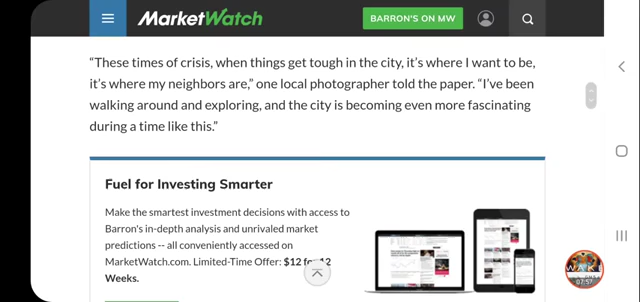 MarketWatch
BARRON'S ON MW
“These times of crisis, when things get tough in the city, it's where I want to be,
it's where my neighbors are,” one local photographer told the paper. “I've been
walking around and exploring, and the city is becoming even more fascinating
during a time like this.”
Fuel for Investing Smarter
Make the smartest investment decisions with access to
Barron's in-depth analysis and unrivaled market
predictions -- all conveniently accessed on
MarketWatch.com. Limited-Time Offer: $12 for 12
Weeks.
WAKE
07:57